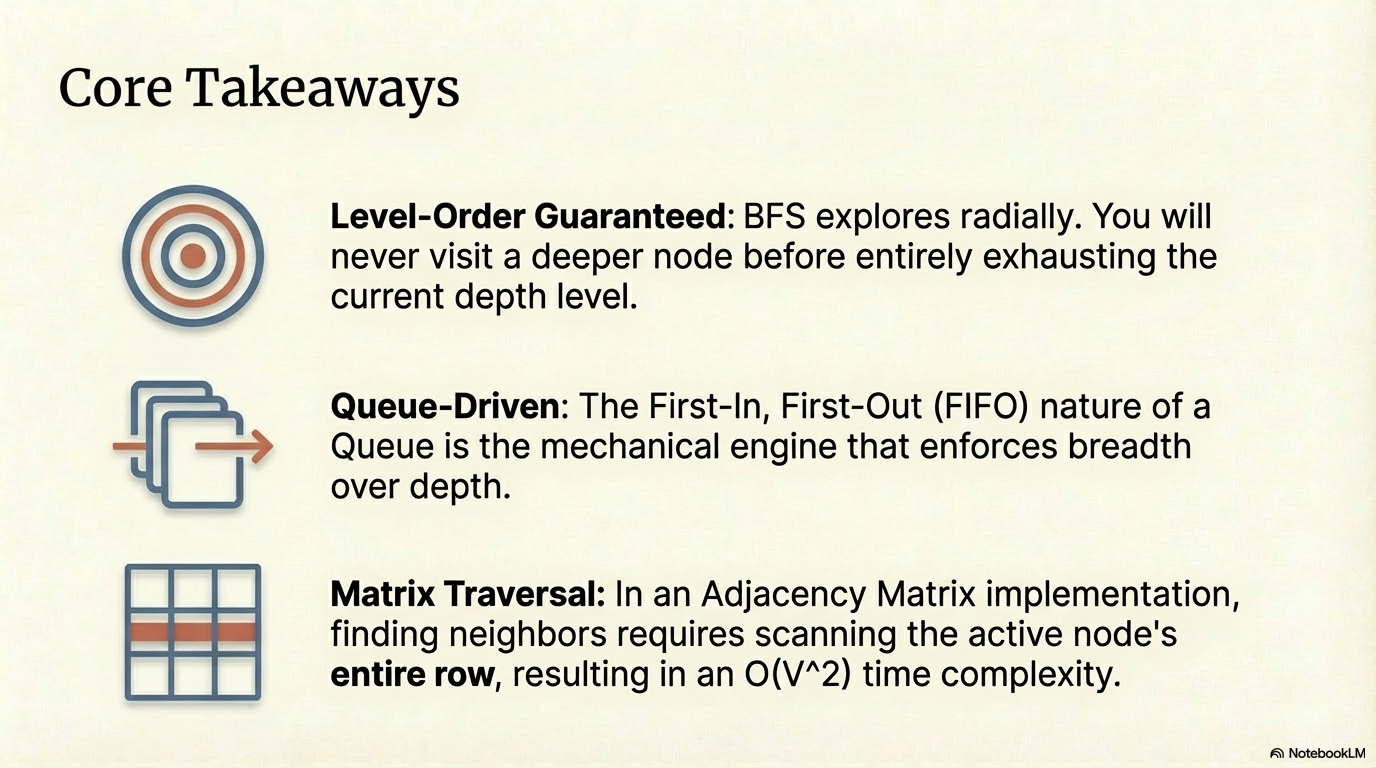 Core Takeaways
Level-Order Guaranteed: BFS explores radially. You will
never visit a deeper node before entirely exhausting the
current depth level.
Queue-Driven: The First-In, First-Out (FIFO) nature of a
Queue is the mechanical engine that enforces breadth
over depth.
Matrix Traversal: In an Adjacency Matrix implementation,
finding neighbors requires scanning the active node's
entire row, resulting in an O(V^2) time complexity.
NotebookLM